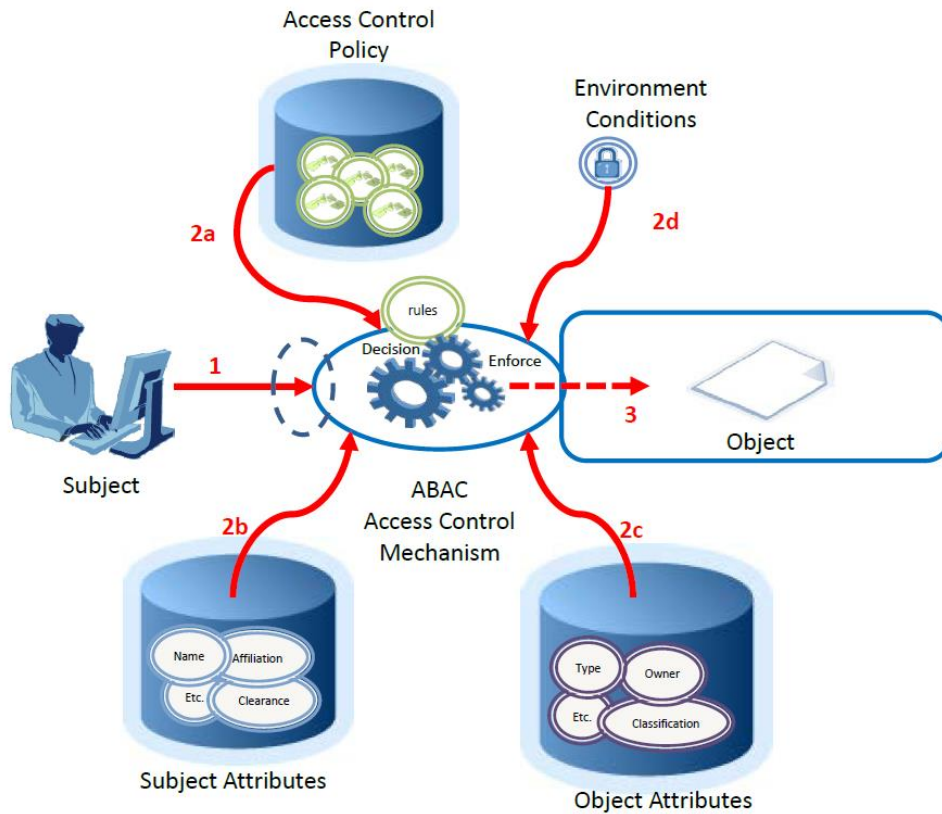 Access Control
Policy
Environment
Conditions
2a
2d
rules
Decision
Enforce
1
3
Subject
Object
ABAC
Access Control
Mechanism
2b
2c
Name
Affiliation
Etc.
Clearance
Type
Owner
Etc.
Classification
Subject Attributes
Object Attributes